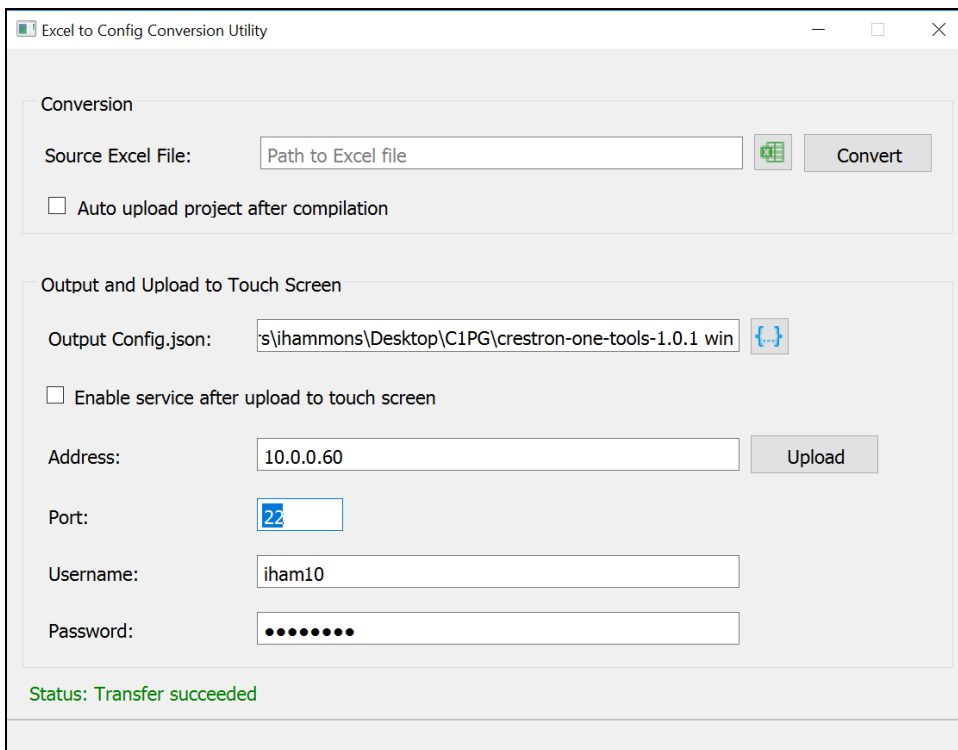 Excel to Config Conversion Utility
Conversion
Source Excel File: Path to Excel file Convert
Auto upload project after compilation
Output and Upload to Touch Screen
Output Config.json: rs\ihammons\Desktop\C1PG\crestron-one-tools-1.0.1 win {...}
Enable service after upload to touch screen
Address: 10.0.0.60 Upload
Port: 22
Username: iham10
Password: ●●●●●●●●
Status: Transfer succeeded